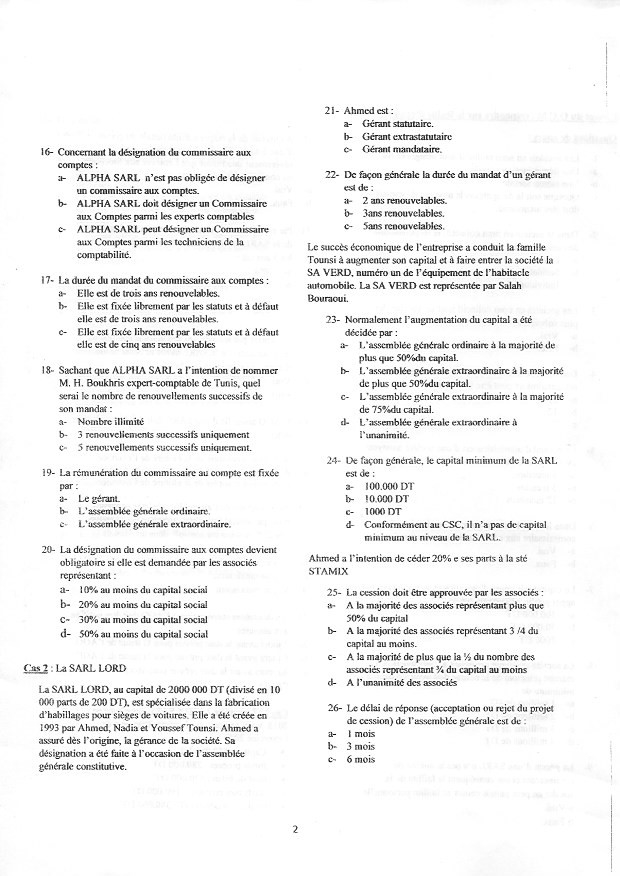 16- Concernant la désignation du commissaire aux
comptes :
a- ALPHA SARL n'est pas obligée de désigner
un commissaire aux comptes.
b- ALPHA SARL doit désigner un Commissaire
aux Comptes parmi les experts comptables
c- ALPHA SARL peut désigner un Commissaire
aux Comptes parmi les techniciens de la
comptabilité.
17- La durée du mandat du commissaire aux comptes :
a- Elle est de trois ans renouvelables.
b- Elle est fixée librement par les statuts et à défaut
elle est de trois ans renouvelables.
c- Elle est fixée librement par les statuts et à défaut
elle est de cinq ans renouvelables
18- Sachant que ALPHA SARL a l'intention de nommer
M. H. Boukhris expert-comptable de Tunis, quel
serai le nombre de renouvellements successifs de
son mandat :
a- Nombre illimité
b- 3 renouvellements successifs uniquement
c- 5 renouvellements successifs uniquement.
19- La rémunération du commissaire au compte est fixée
par :
a- Le gérant.
b- L'assemblée générale ordinaire.
c- L'assemblée générale extraordinaire.
20- La désignation du commissaire aux comptes devient
obligatoire si elle est demandée par les associés
représentant :
a- 10% au moins du capital social
b- 20% au moins du capital social
c- 30% au moins du capital social
d- 50% au moins du capital social
Cas 2 : La SARL LORD
La SARL LORD, au capital de 2000 000 DT (divisé en 10
000 parts de 200 DT), est spécialisée dans la fabrication
d'habillages pour sièges de voitures. Elle a été créée en
1993 par Ahmed, Nadia et Youssef Tounsi. Ahmed a
assuré dès l'origine, la gérance de la société. Sa
désignation a été faite à l'occasion de l'assemblée
générale constitutive.
21- Ahmed est :
a- Gérant statutaire.
b- Gérant extrastatutaire
c- Gérant mandataire.
22- De façon générale la durée du mandat d'un gérant
est de :
a- 2 ans renouvelables.
b- 3ans renouvelables.
c- 5ans renouvelables.
Le succès économique de l'entreprise a conduit la famille
Tounsi à augmenter son capital et à faire entrer la société la
SA VERD, numéro un de l'équipement de l'habitacle
automobile. La SA VERD est représentée par Salah
Bouraoui.
23- Normalement l'augmentation du capital a été
décidée par :
a- L'assemblée générale ordinaire à la majorité de
plus que 50%du capital.
b- L'assemblée générale extraordinaire à la majorité
de plus que 50%du capital.
c- L'assemblée générale extraordinaire à la majorité
de 75%du capital.
d- L'assemblée générale extraordinaire à
l'unanimité.
24- De façon générale, le capital minimum de la SARL
est de :
a- 100.000 DT
b- 10.000 DT
c- 1000 DT
d- Conformément au CSC, il n'a pas de capital
minimum au niveau de la SARL.
Ahmed a l'intention de céder 20% e ses parts à la sté
STAMIX
25- La cession doit être approuvée par les associés :
a- A la majorité des associés représentant plus que
50% du capital
b- A la majorité des associés représentant 3 /4 du
capital au moins.
c- A la majorité de plus que la ½ du nombre des
associés représentant ¾ du capital au moins
d- A l'unanimité des associés
26- Le délai de réponse (acceptation ou rejet du projet
de cession) de l'assemblée générale est de :
a- 1 mois
b- 3 mois
c- 6 mois
2